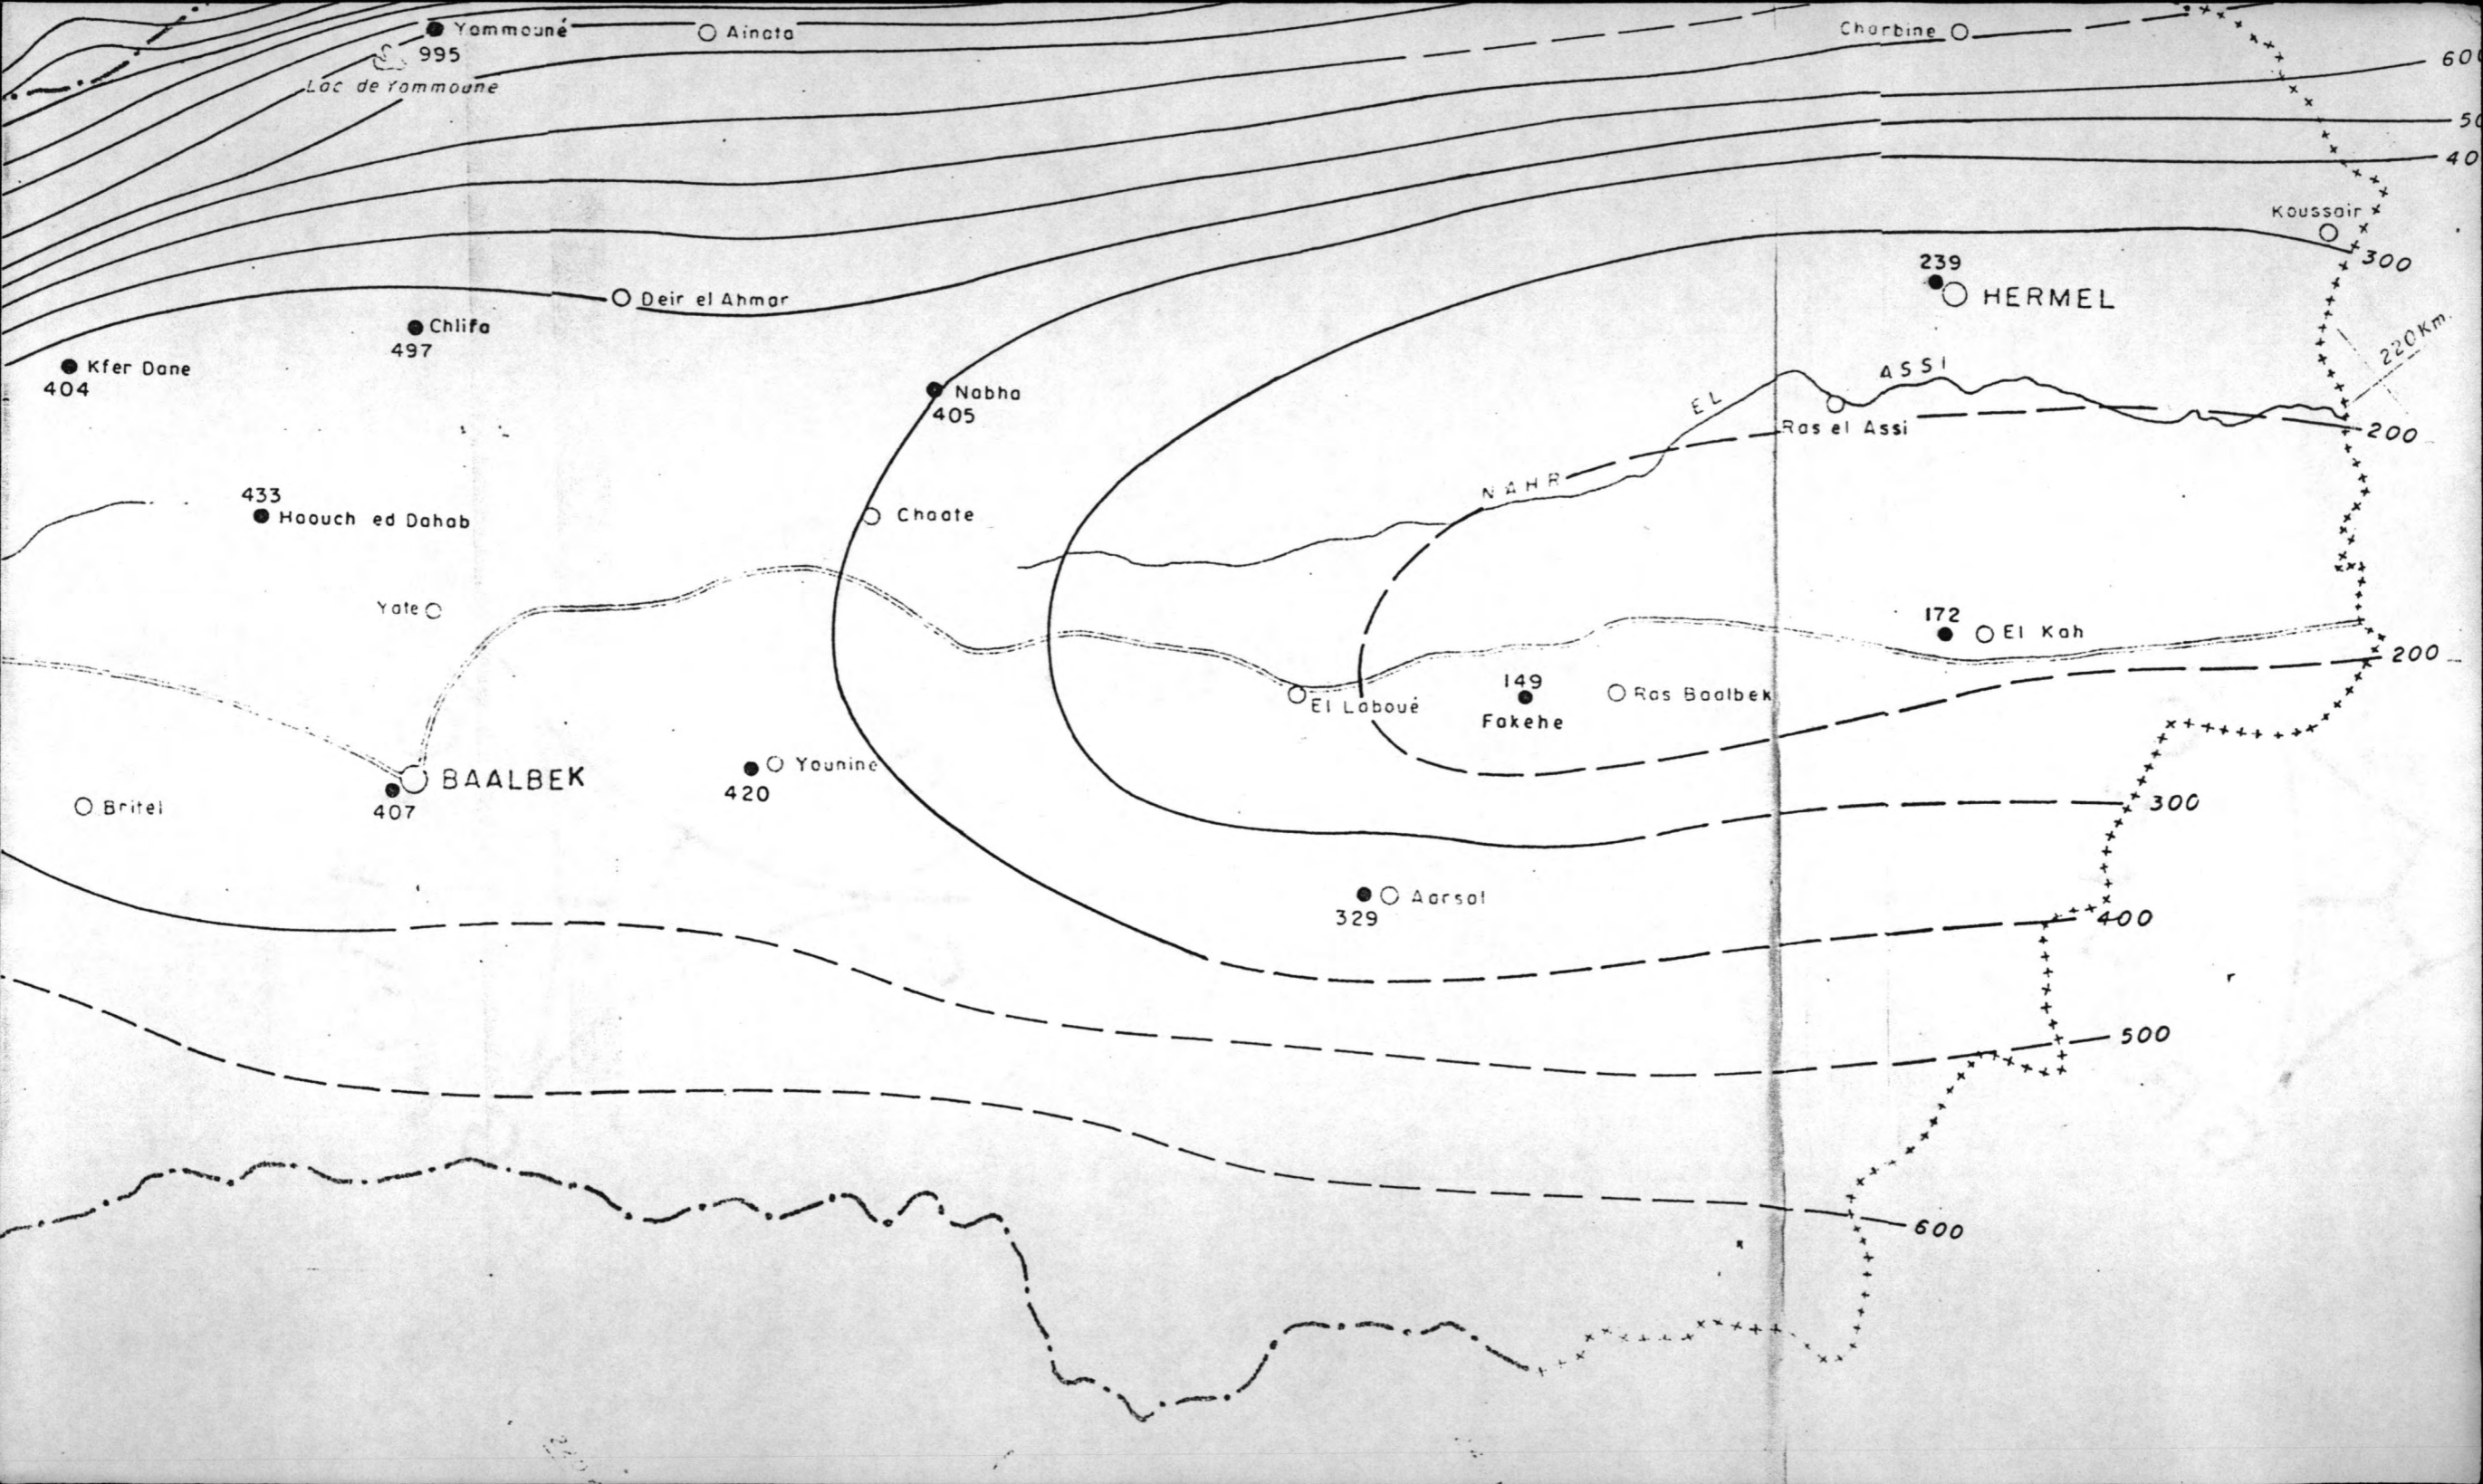 Yammouné
995
Lac de Yammoune
Ainata
Charbine
Koussair
300
239
HERMEL
Deir el Ahmar
Chlifa
497
Kfer Dane
404
Nabha
405
220 Km.
NAHR EL ASSI
Ras el Assi
200
433
Haouch ed Dahab
Chaate
Yate
172
El Kah
200
El Laboué
149
Fakehe
Ras Baalbek
BAALBEK
407
Younine
420
Britel
300
Aarsal
329
400
500
600